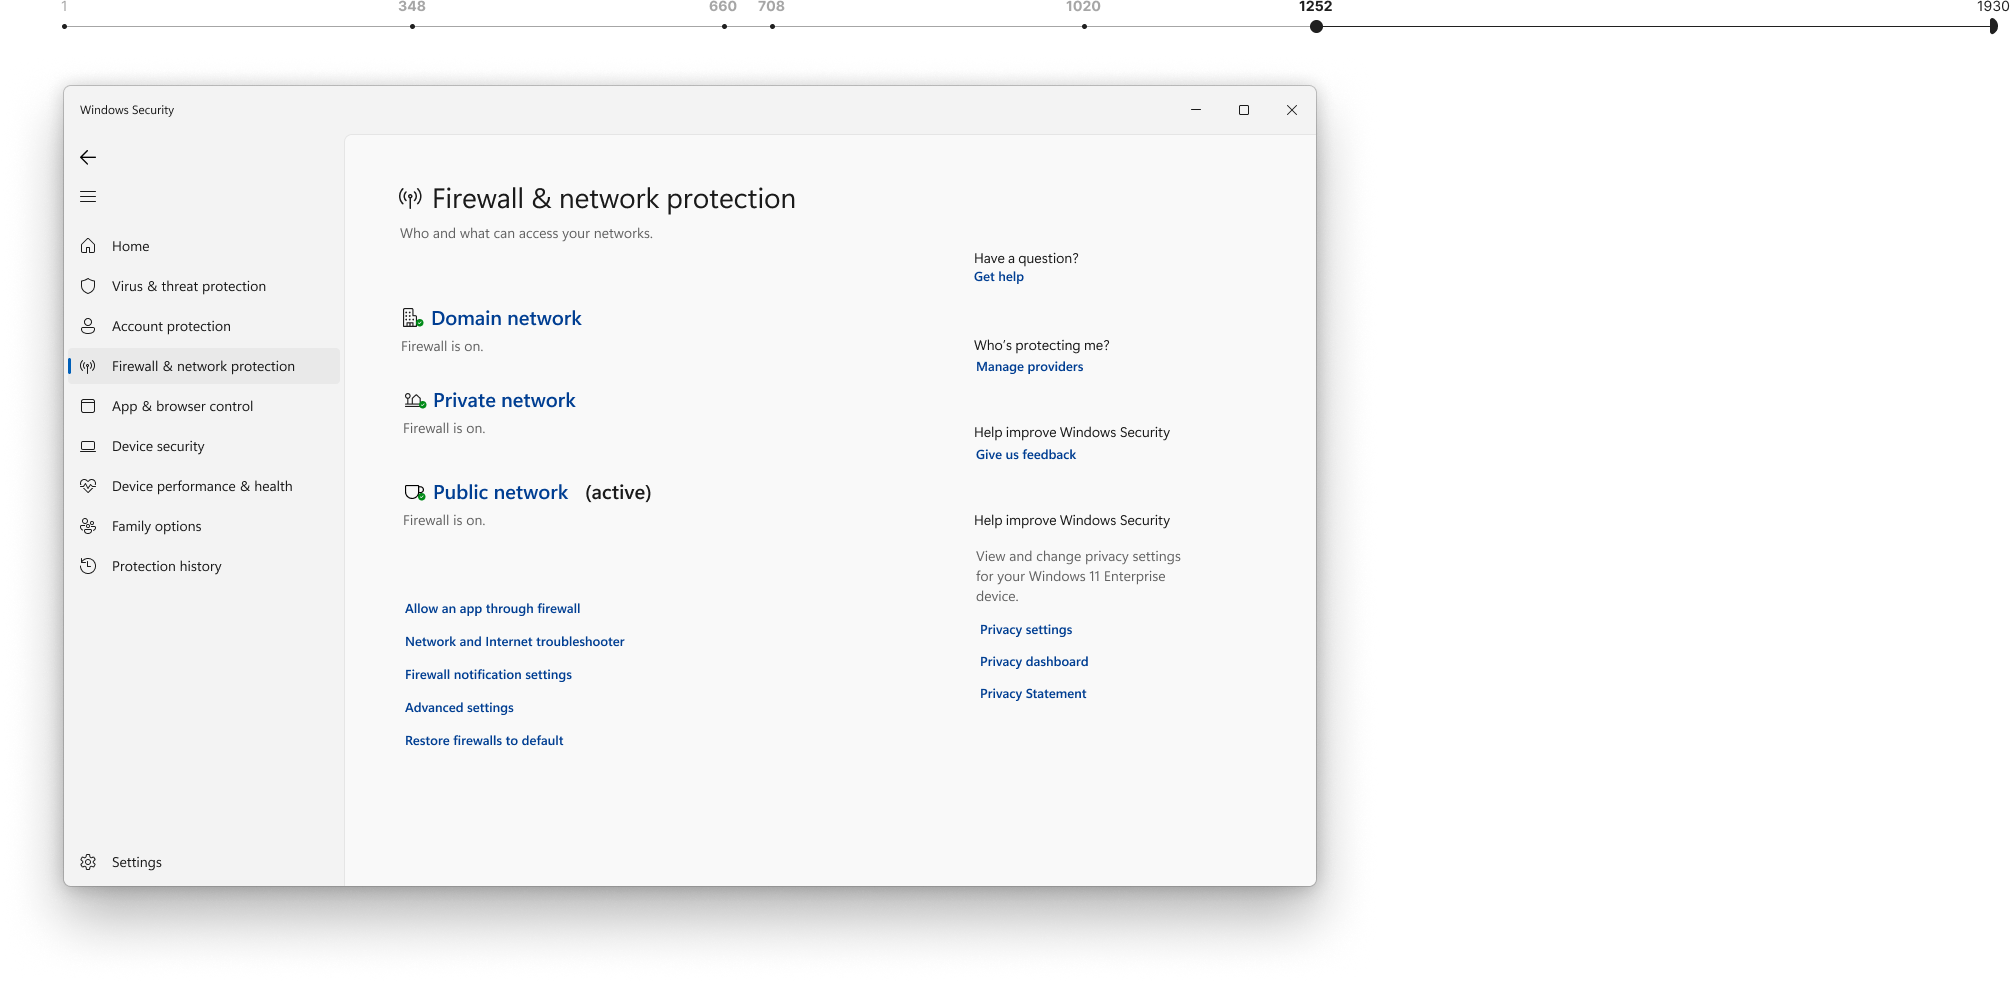 1 348 660 708 1020 1252 1930
Windows Security
Home
Virus & threat protection
Account protection
Firewall & network protection
App & browser control
Device security
Device performance & health
Family options
Protection history
Settings
Firewall & network protection
Who and what can access your networks.
Domain network
Firewall is on.
Private network
Firewall is on.
Public network (active)
Firewall is on.
Allow an app through firewall
Network and Internet troubleshooter
Firewall notification settings
Advanced settings
Restore firewalls to default
Have a question?
Get help
Who's protecting me?
Manage providers
Help improve Windows Security
Give us feedback
Help improve Windows Security
View and change privacy settings
for your Windows 11 Enterprise
device.
Privacy settings
Privacy dashboard
Privacy Statement